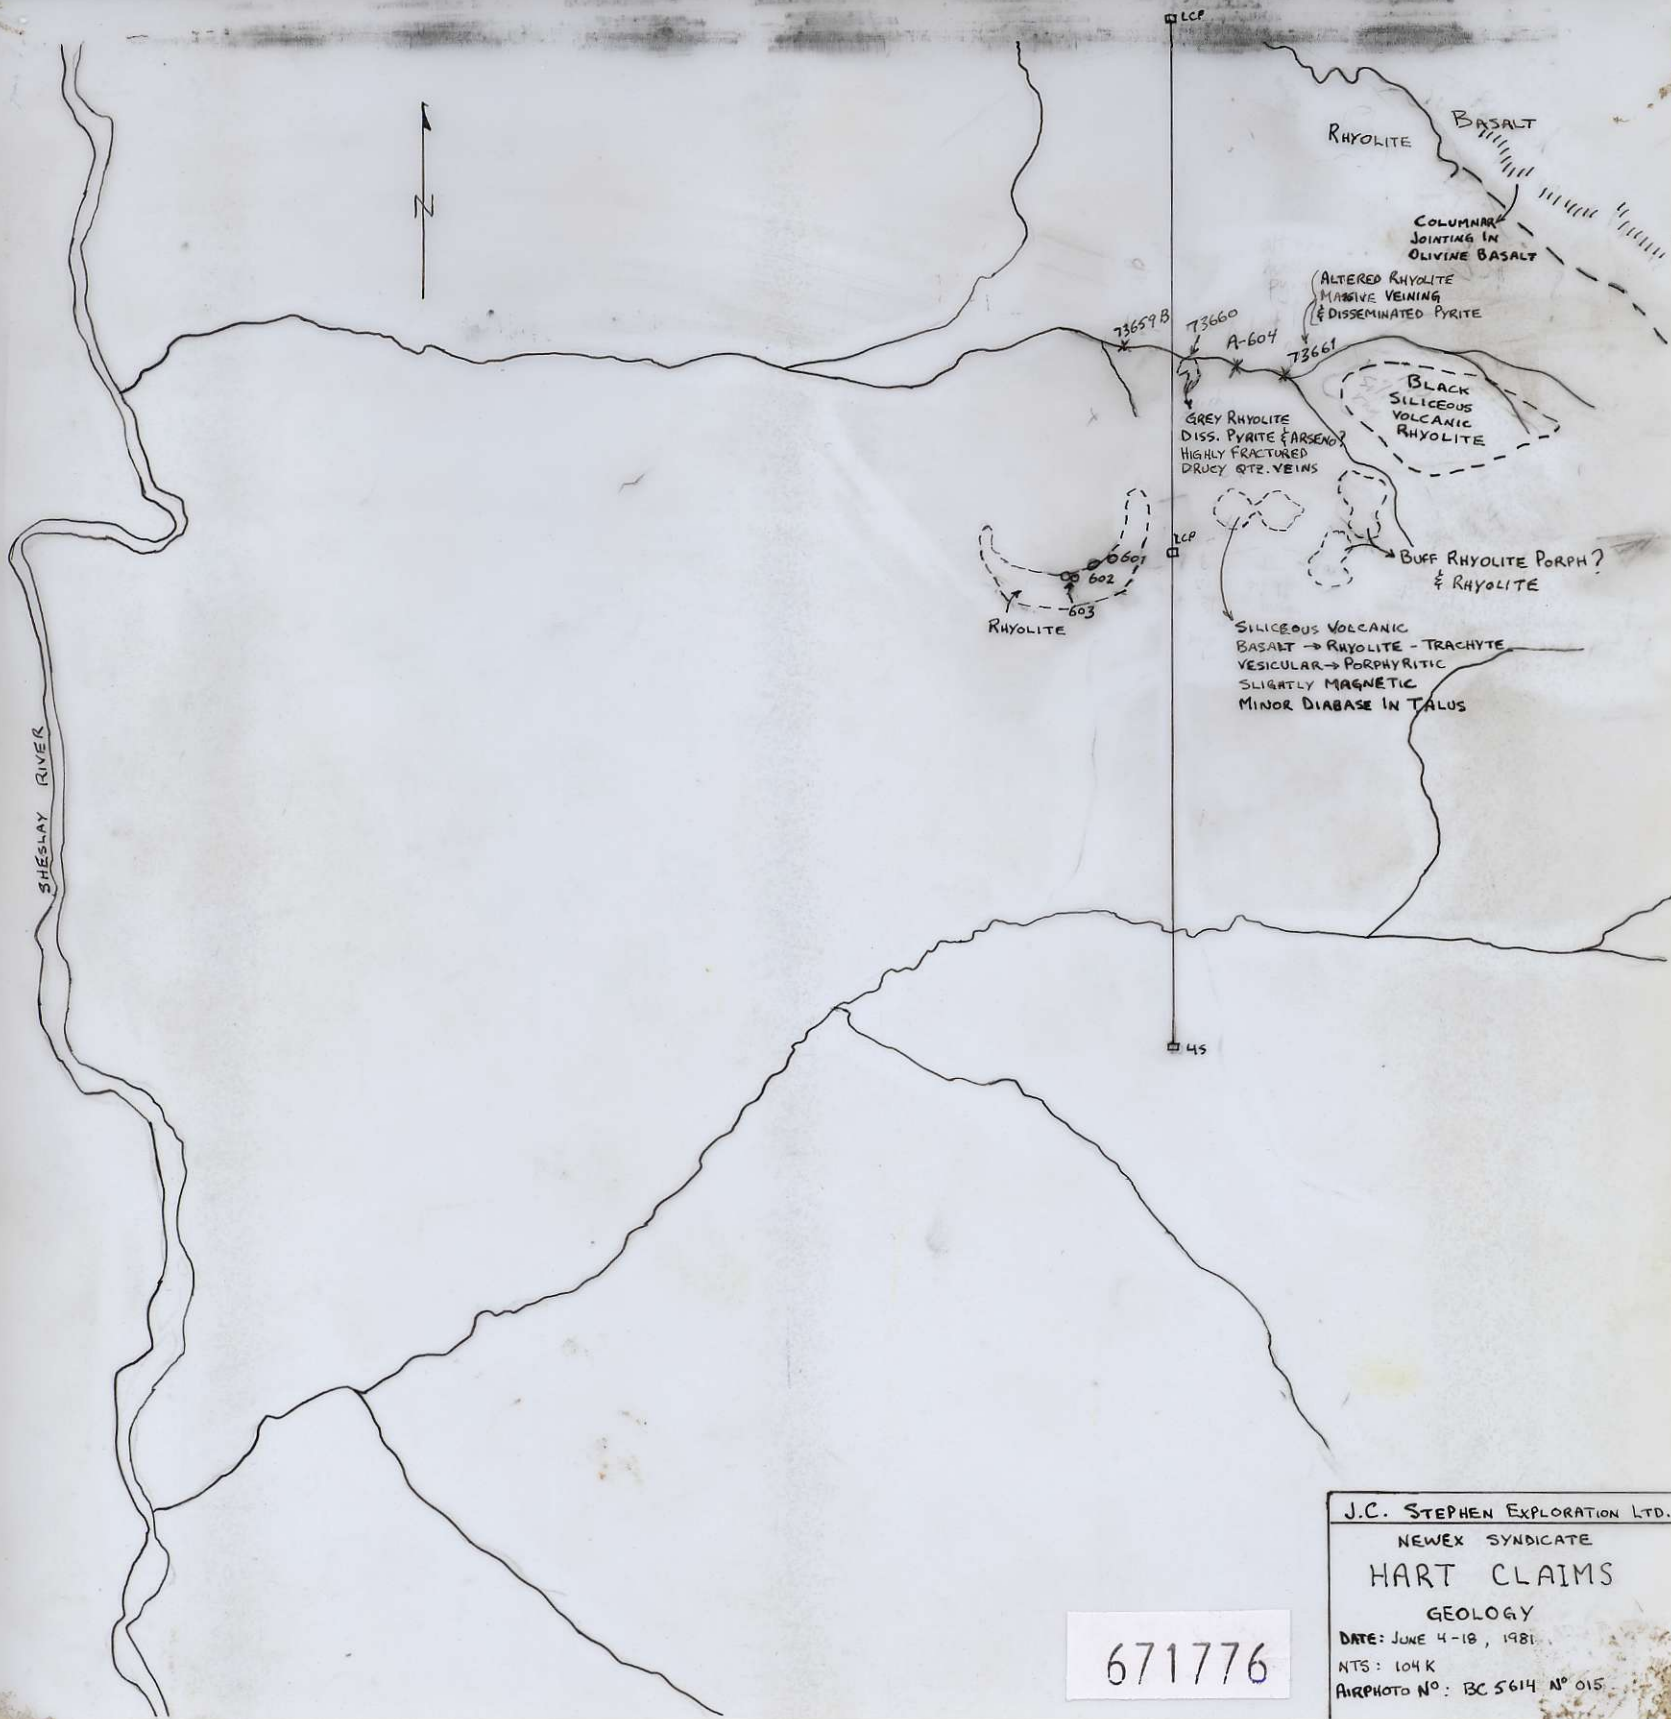 LCP
BASALT
RHYOLITE
N
COLUMNAR
JOINTING IN
OLIVINE BASALT
ALTERED RHYOLITE
MASSIVE VEINING
& DISSEMINATED PYRITE
73659B
73660
A-604
73661
BLACK
SILICEOUS
VOLCANIC
RHYOLITE
GREY RHYOLITE
DISS. PYRITE & ARSENO?
HIGHLY FRACTURED
DRUCY QTZ. VEINS
LCP
601
602
603
RHYOLITE
BUFF RHYOLITE PORPH?
& RHYOLITE
SILICEOUS VOLCANIC
BASALT → RHYOLITE - TRACHYTE
VESICULAR → PORPHYRITIC
SLIGHTLY MAGNETIC
MINOR DIABASE IN TALUS
SHESLAY RIVER
4S
J.C. STEPHEN EXPLORATION LTD.
NEWEX SYNDICATE
HART CLAIMS
GEOLOGY
DATE: JUNE 4-18, 1981
NTS: 104K
AIRPHOTO Nº: BC 5614 Nº 015
671776